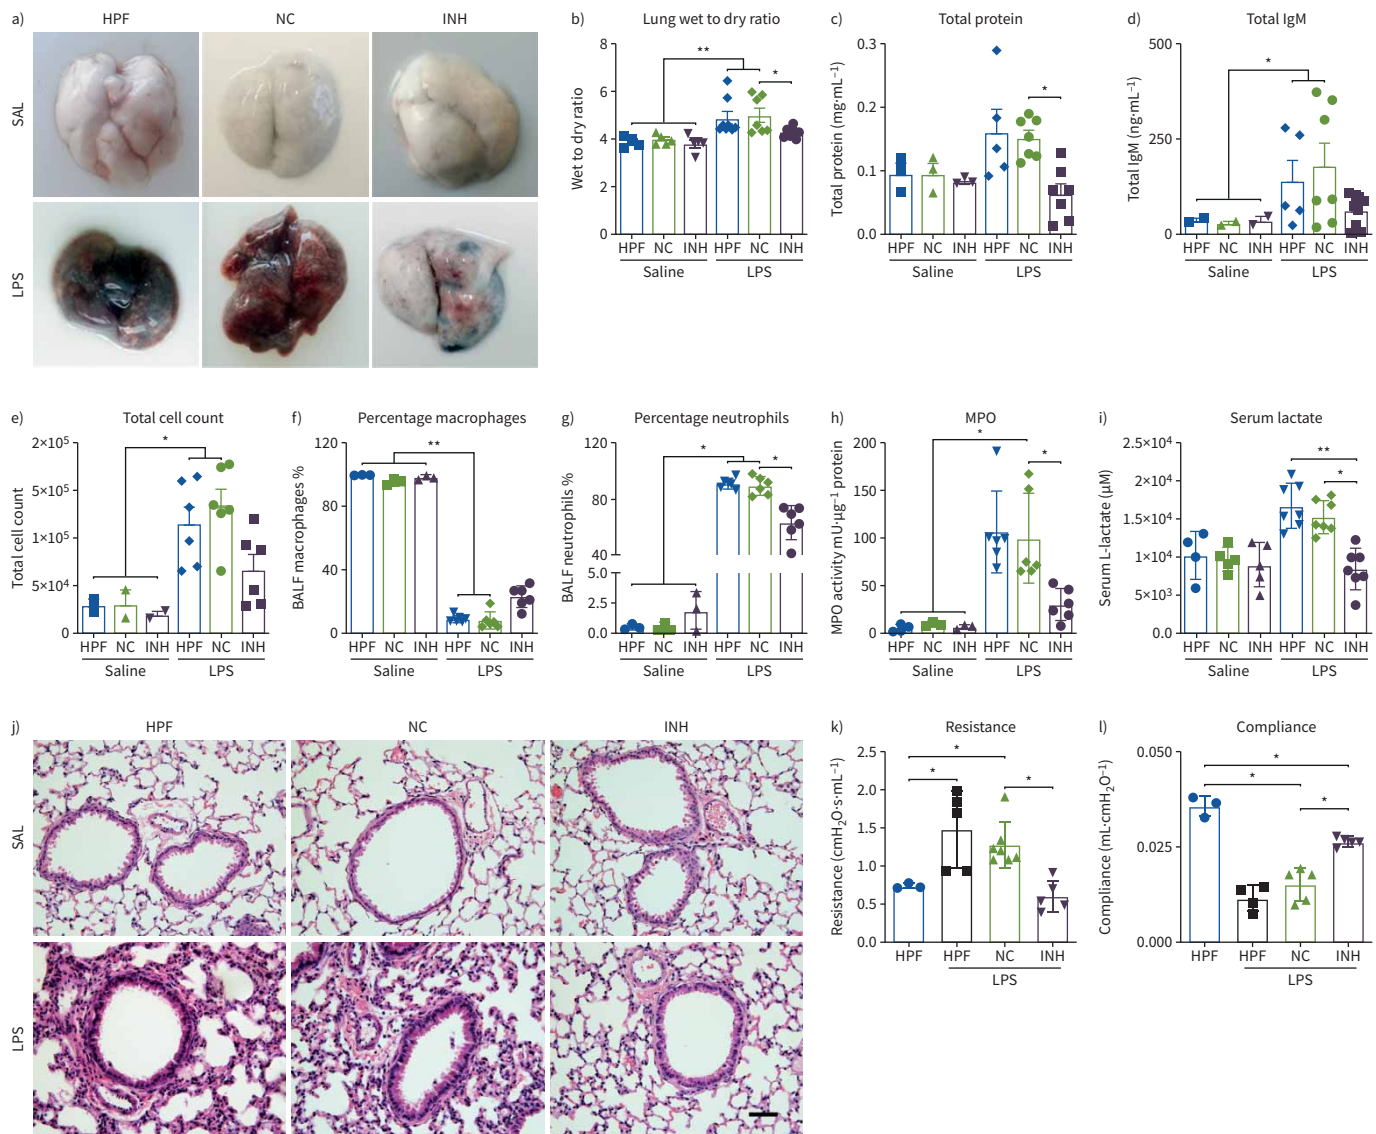 a) HPF NC INH
SAL
LPS
b) Lung wet to dry ratio
Wet to dry ratio
8
6
4
2
0
**
*
HPF NC INH HPF NC INH
Saline LPS
c) Total protein
Total protein (mg·mL⁻¹)
0.3
0.2
0.1
0.0
*
HPF NC INH HPF NC INH
Saline LPS
d) Total IgM
Total IgM (ng·mL⁻¹)
500
250
0
*
HPF NC INH HPF NC INH
Saline LPS
e) Total cell count
Total cell count
2×10⁵
5×10⁵
1×10⁵
5×10⁴
0
*
HPF NC INH HPF NC INH
Saline LPS
f) Percentage macrophages
BALF macrophages %
120
80
40
0
**
HPF NC INH HPF NC INH
Saline LPS
g) Percentage neutrophils
BALF neutrophils %
120
80
40
5.0
2.5
0.0
*
*
HPF NC INH HPF NC INH
Saline LPS
h) MPO
MPO activity mU·µg⁻¹ protein
200
150
100
50
0
*
*
HPF NC INH HPF NC INH
Saline LPS
i) Serum lactate
Serum L-lactate (µM)
2.5×10⁴
2×10⁴
1.5×10⁴
1×10⁴
5×10³
0.0
**
*
HPF NC INH HPF NC INH
Saline LPS
j) HPF NC INH
SAL
LPS
k) Resistance
Resistance (cmH₂O·s·mL⁻¹)
2.5
2.0
1.5
1.0
0.5
0.0
*
*
*
HPF HPF NC INH
LPS
l) Compliance
Compliance (mL·cmH₂O⁻¹)
0.050
0.025
0.000
*
*
*
HPF HPF NC INH
LPS